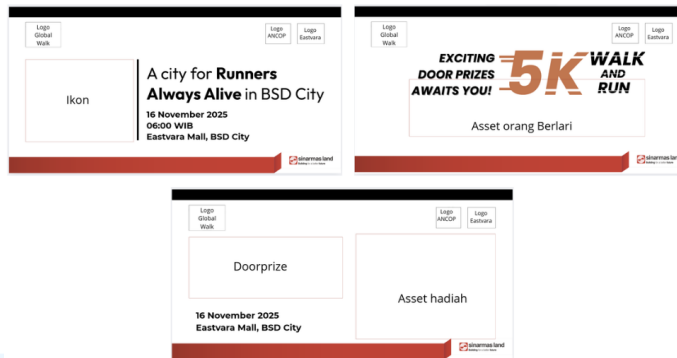 Logo
Global
Walk
Logo
ANCOP
Logo
Eastvara
Ikon
A city for Runners
Always Alive in BSD City
16 November 2025
06:00 WIB
Eastvara Mall, BSD City
sinarmas land
Logo
Global
Walk
Logo
ANCOP
Logo
Eastvara
EXCITING
DOOR PRIZES
AWAITS YOU!
5K
WALK
AND
RUN
Asset orang Berlari
sinarmas land
Logo
Global
Walk
Logo
ANCOP
Logo
Eastvara
Doorprize
Asset hadiah
16 November 2025
Eastvara Mall, BSD City
sinarmas land